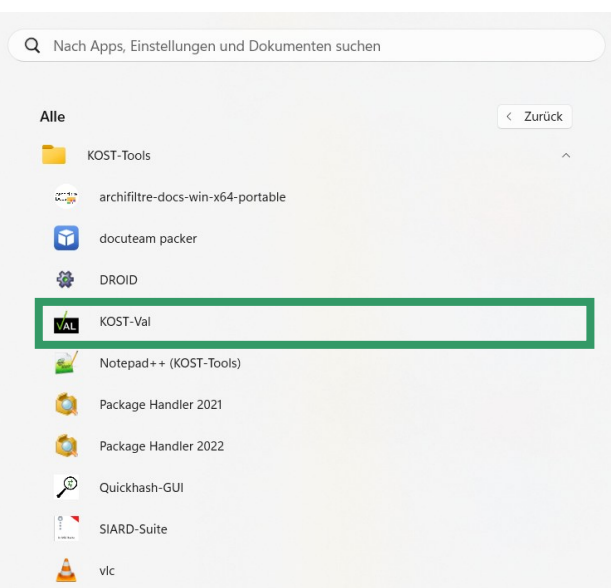 Nach Apps, Einstellungen und Dokumenten suchen
Alle
Zurück
KOST-Tools
archifiltre-docs-win-x64-portable
docuteam packer
DROID
VAL
KOST-Val
Notepad++ (KOST-Tools)
Package Handler 2021
Package Handler 2022
Quickhash-GUI
SIARD-Suite
vlc